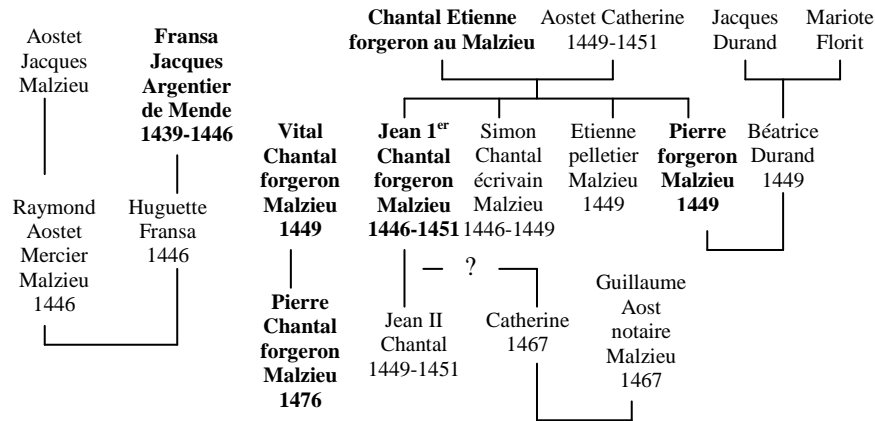 Aostet
Jacques
Malzieu
Fransa
Jacques
Argentier
de Mende
1439-1446
Chantal Etienne
forgeron au Malzieu
Aostet Catherine
1449-1451
Jacques
Durand
Mariote
Florit
Vital
Chantal
forgeron
Malzieu
1449
Jean 1er
Chantal
forgeron
Malzieu
1446-1451
Simon
Chantal
écrivain
Malzieu
1446-1449
Etienne
pelletier
Malzieu
1449
Pierre
forgeron
Malzieu
1449
Béatrice
Durand
1449
Raymond
Aostet
Mercier
Malzieu
1446
Huguette
Fransa
1446
?
Pierre
Chantal
forgeron
Malzieu
1476
Jean II
Chantal
1449-1451
Catherine
1467
Guillaume
Aost
notaire
Malzieu
1467